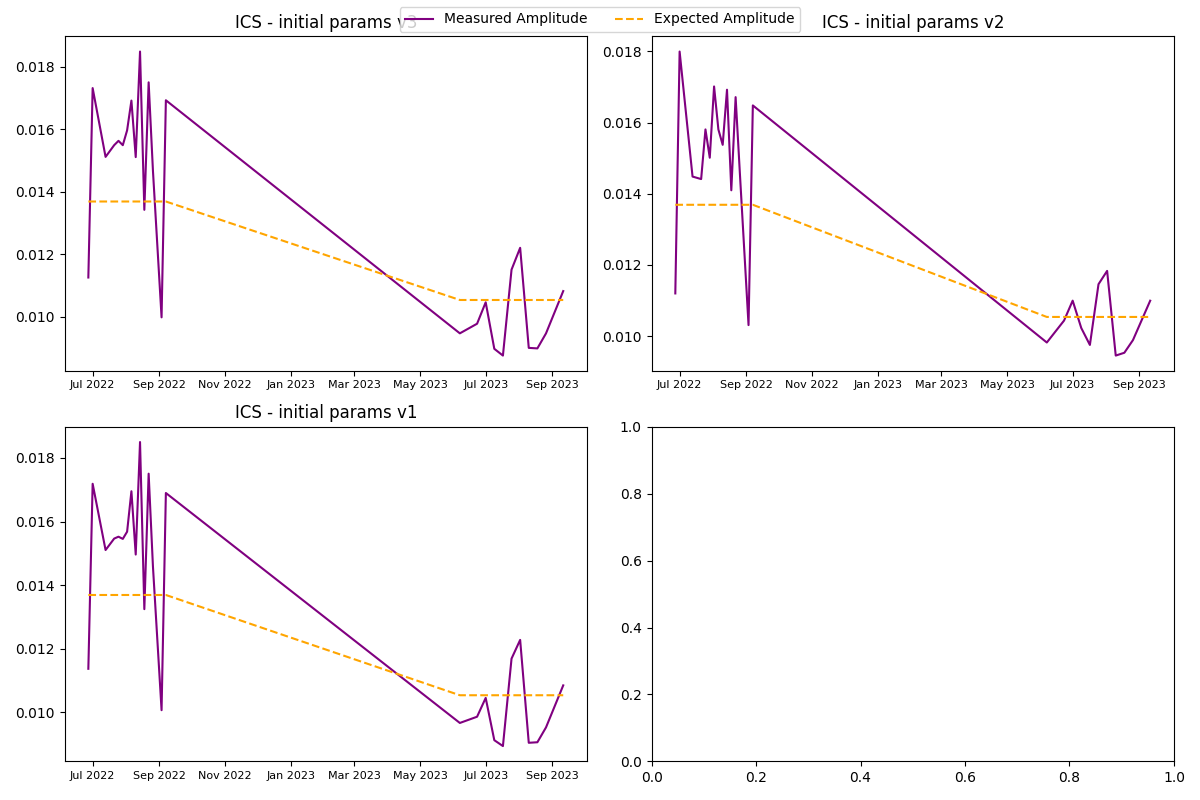 Measured Amplitude Expected Amplitude
ICS - initial params v3
0.018
0.016
0.014
0.012
0.010
Jul 2022 Sep 2022 Nov 2022 Jan 2023 Mar 2023 May 2023 Jul 2023 Sep 2023
ICS - initial params v2
0.018
0.016
0.014
0.012
0.010
Jul 2022 Sep 2022 Nov 2022 Jan 2023 Mar 2023 May 2023 Jul 2023 Sep 2023
ICS - initial params v1
0.018
0.016
0.014
0.012
0.010
Jul 2022 Sep 2022 Nov 2022 Jan 2023 Mar 2023 May 2023 Jul 2023 Sep 2023
1.0
0.8
0.6
0.4
0.2
0.0
0.0 0.2 0.4 0.6 0.8 1.0